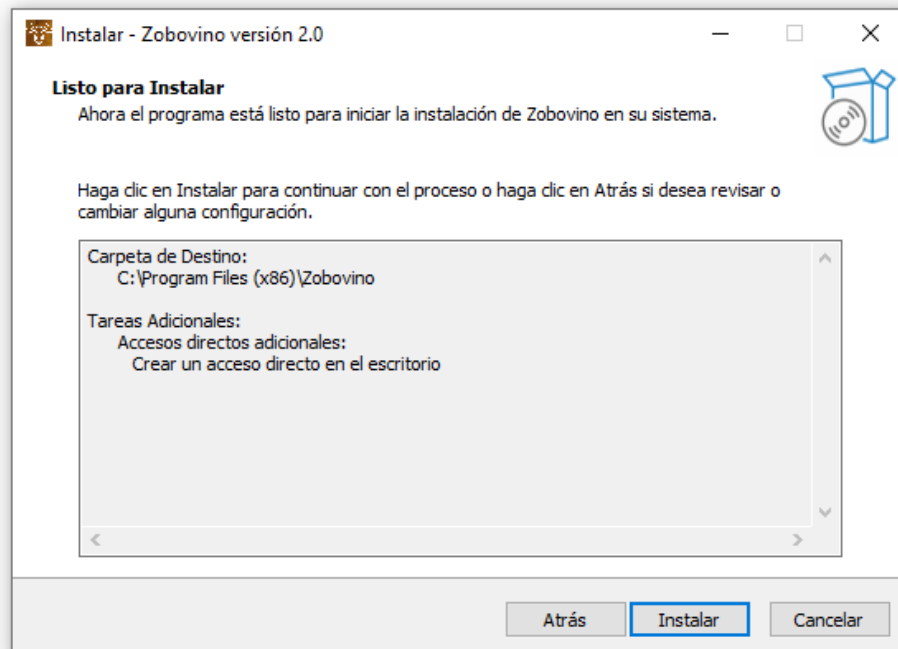 Instalar - Zobovino versión 2.0
Listo para Instalar
Ahora el programa está listo para iniciar la instalación de Zobovino en su sistema.
Haga clic en Instalar para continuar con el proceso o haga clic en Atrás si desea revisar o
cambiar alguna configuración.
Carpeta de Destino:
C:\Program Files (x86)\Zobovino
Tareas Adicionales:
Accesos directos adicionales:
Crear un acceso directo en el escritorio
Atrás
Instalar
Cancelar